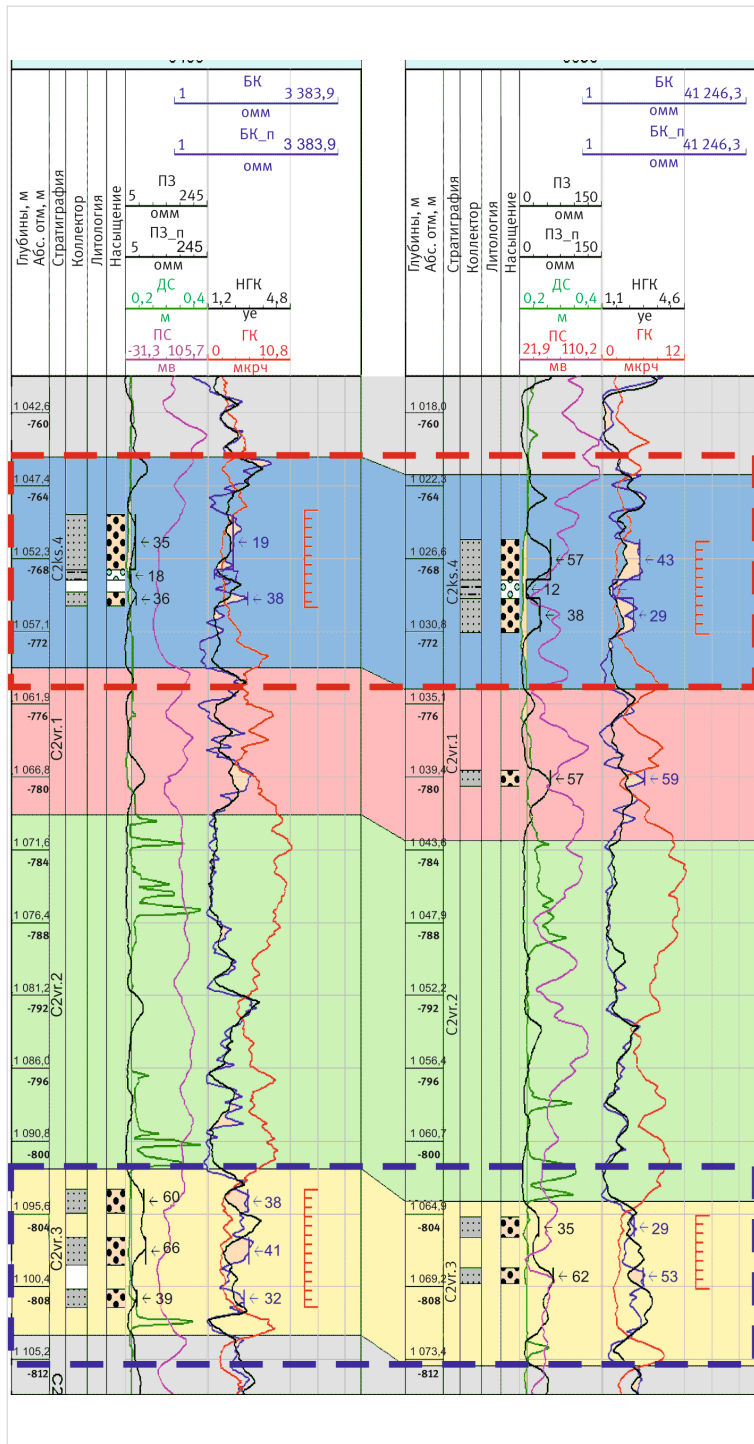 БК
1 3 383,9
омм
БК_п
1 3 383,9
омм
ПЗ
5 245
омм
ПЗ_п
5 245
омм
ДС
0,2 0,4
м
НГК
1,2 4,8
уе
ПС
-31,3 105,7
мв
ГК
0 10,8
мкрч
Глубины, м
Абс. отм, м
Стратиграфия
Коллектор
Литология
Насыщение
1 042,6
-760
1 047,4
-764
1 052,3
-768
1 057,1
-772
1 061,9
-776
1 066,8
-780
1 071,6
-784
1 076,4
-788
1 081,2
-792
1 086,0
-796
1 090,8
-800
1 095,6
-804
1 100,4
-808
1 105,2
-812
C2ks.4
C2vr.1
C2vr.2
C2vr.3
C2
35
19
18
36
38
60
38
66
41
39
32
БК
1 41 246,3
омм
БК_п
1 41 246,3
омм
ПЗ
0 150
омм
ПЗ_п
0 150
омм
ДС
0,2 0,4
м
НГК
1,1 4,6
уе
ПС
21,9 110,2
мв
ГК
0 12
мкрч
Глубины, м
Абс. отм, м
Стратиграфия
Коллектор
Литология
Насыщение
1 018,0
-760
1 022,3
-764
1 026,6
-768
1 030,8
-772
1 035,1
-776
1 039,4
-780
1 043,6
-784
1 047,9
-788
1 052,2
-792
1 056,4
-796
1 060,7
-800
1 064,9
-804
1 069,2
-808
1 073,4
-812
C2ks.4
C2vr.1
C2vr.2
C2vr.3
57
43
12
38
29
57
59
35
29
62
53